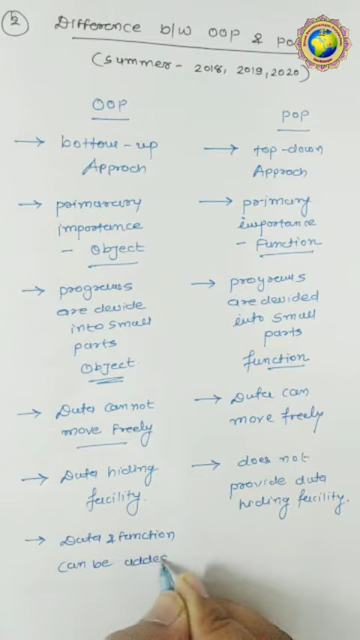 ② Difference b/w OOP & PO
(Summer - 2018, 2019, 2020)
OOP
→ bottom-up
Approch
→ primarary
importance
- Object
→ programs
are devide
into small
parts
Object
→ Data cannot
move freely
→ Data hiding
facility.
→ Data & function
can be added
POP
→ top-down
Approch
→ primary
importance
- Function
→ programs
are devided
into small
parts
function
→ Data can
move freely
→ does not
provide data
hiding facility.